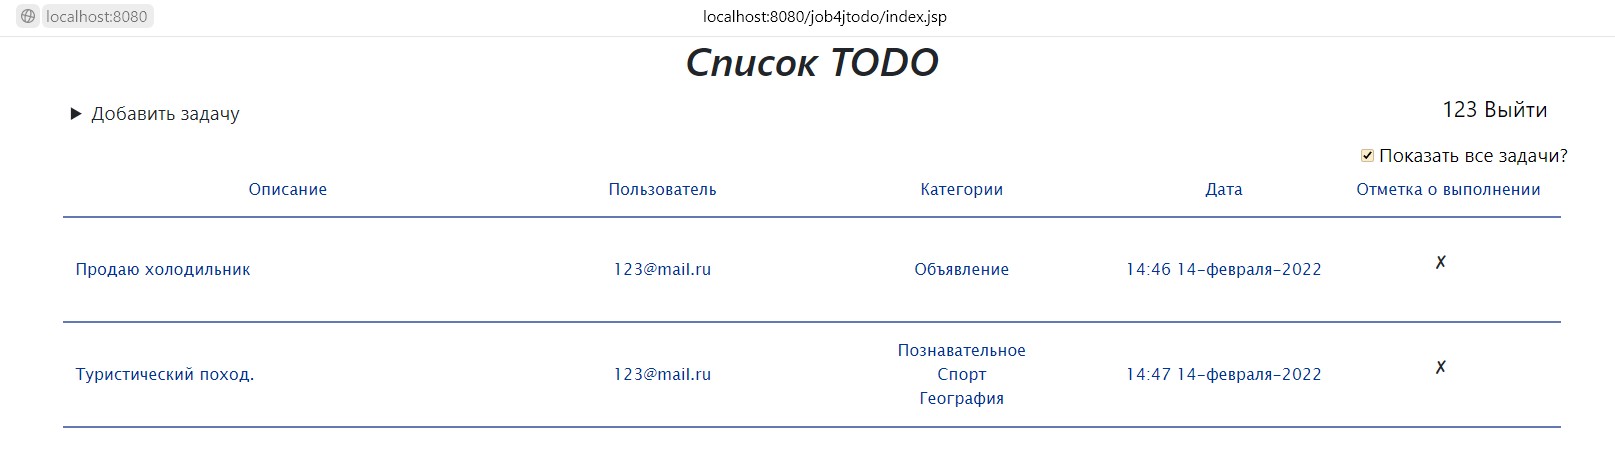 localhost:8080
localhost:8080/job4jtodo/index.jsp
Список TODO
Добавить задачу
123 Выйти
Показать все задачи?
Описание Пользователь Категории Дата Отметка о выполнении
Продаю холодильник 123@mail.ru Объявление 14:46 14-февраля-2022 ✗
Туристический поход. 123@mail.ru Познавательное 14:47 14-февраля-2022 ✗
Спорт
География